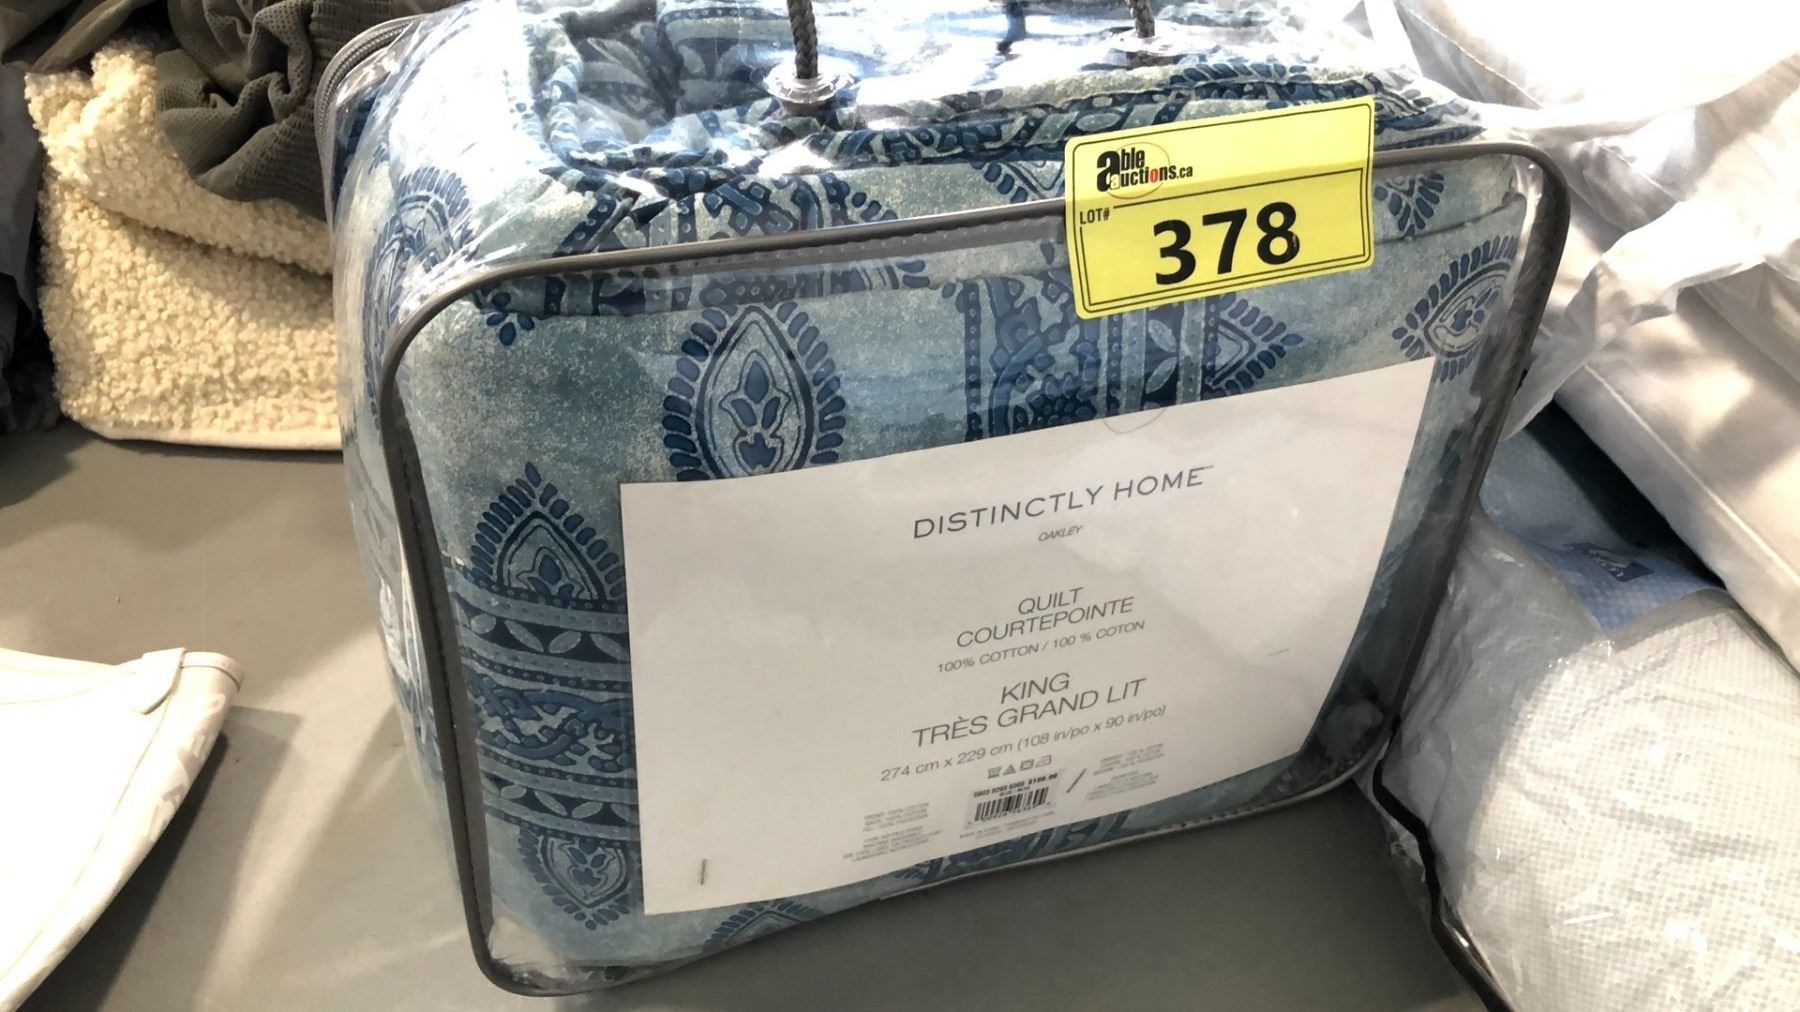 able
auctions.ca
LOT#
378
DISTINCTLY HOME
OAKLEY
QUILT
COURTEPOINTE
100% COTTON / 100 % COTON
KING
TRÈS GRAND LIT
274 cm x 229 cm (108 in/po x 90 in/po)